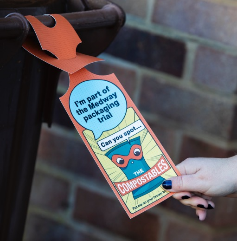 I'm part of
the Medway
packaging
trial
Can you spot...
THE
COMPOSTABLES